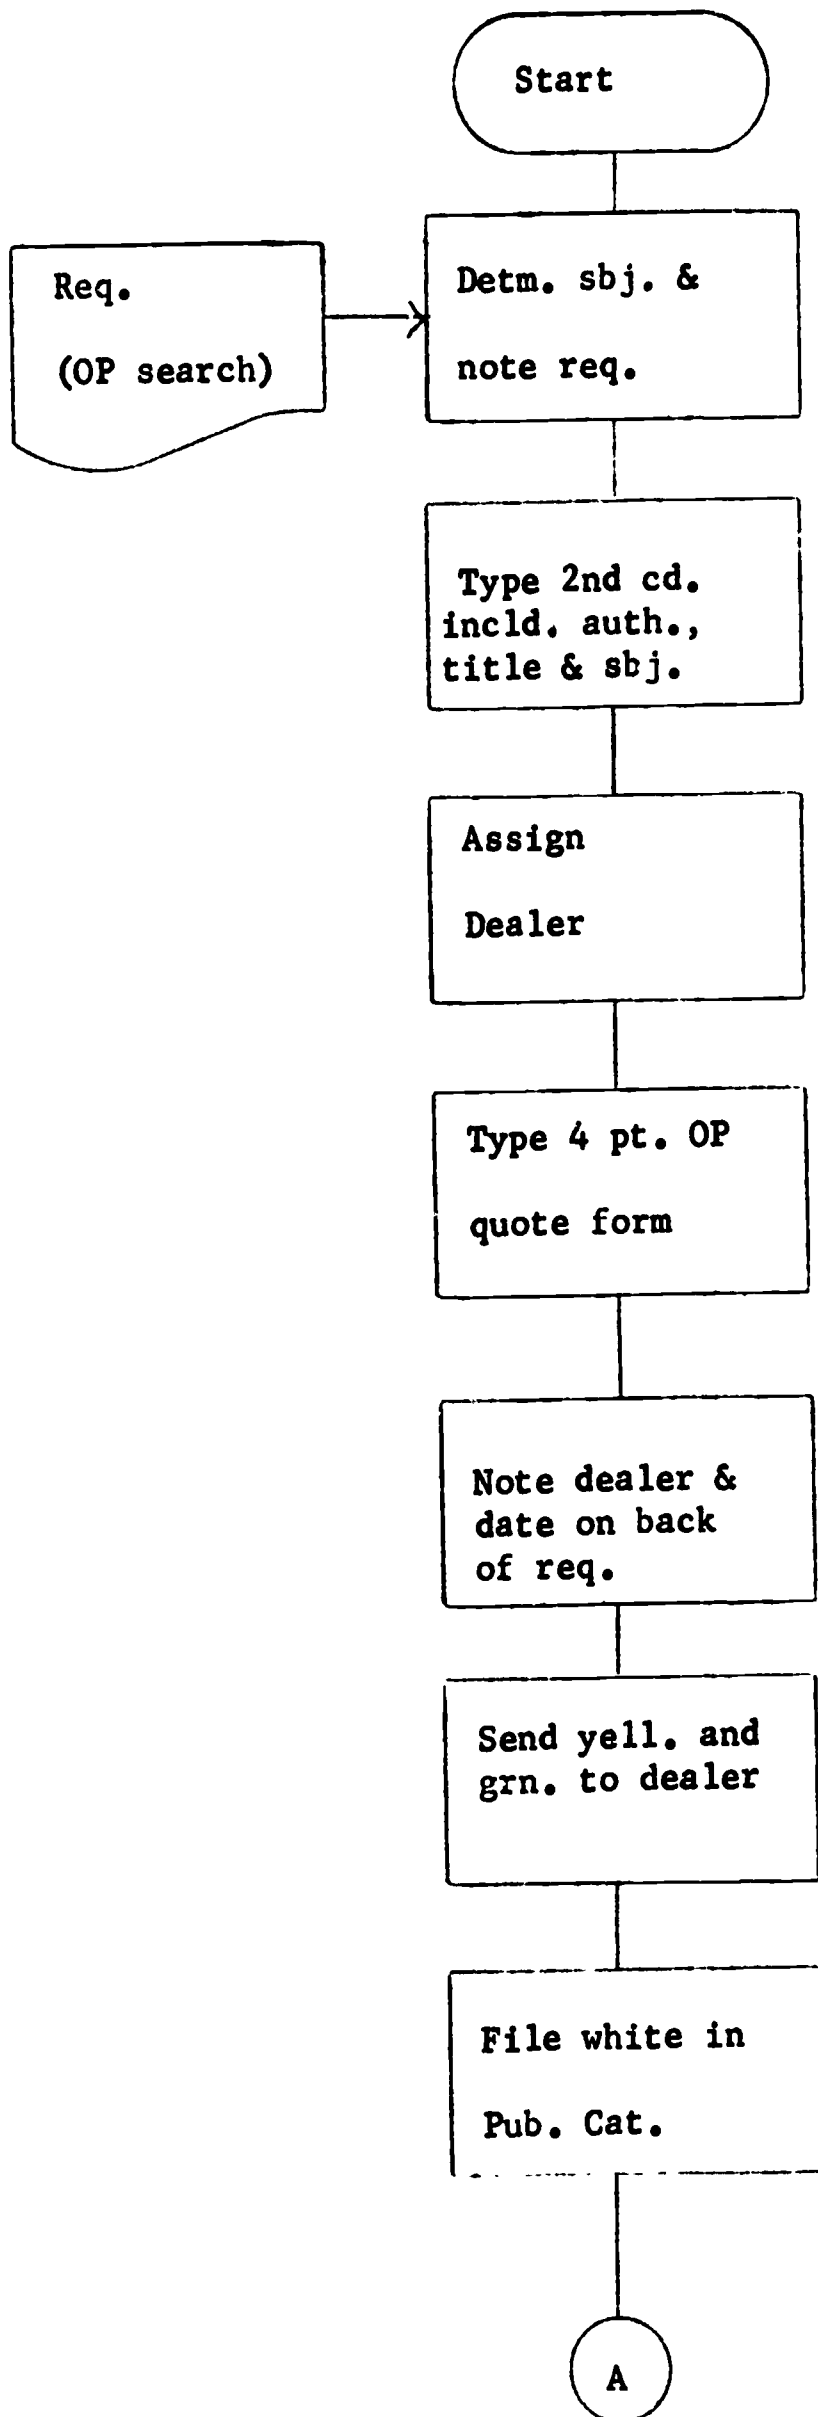 Start
Req.
(OP search)
Detm. sbj. &
note req.
Type 2nd cd.
incld. auth.,
title & sbj.
Assign
Dealer
Type 4 pt. OP
quote form
Note dealer &
date on back
of req.
Send yell. and
grn. to dealer
File white in
Pub. Cat.
A